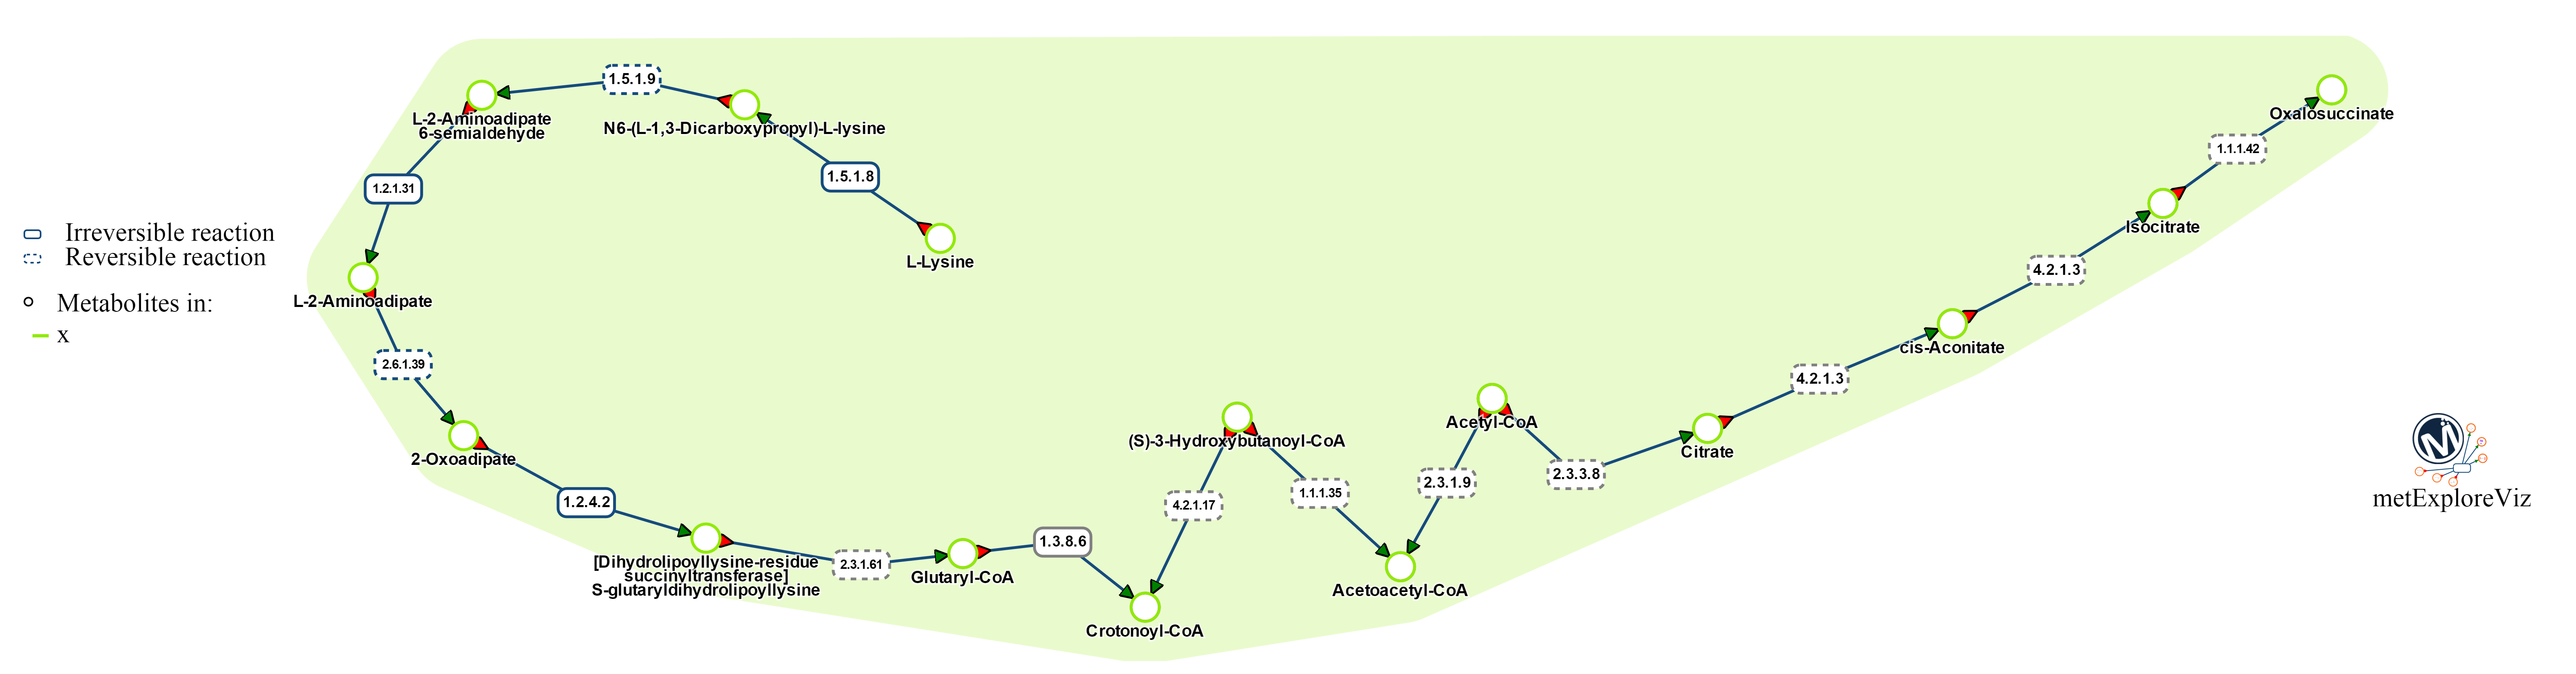 1.5.1.9
L-2-Aminoadipate
6-semialdehyde
N6-(L-1,3-Dicarboxypropyl)-L-lysine
Oxalosuccinate
1.1.1.42
1.5.1.8
1.2.1.31
Isocitrate
Irreversible reaction
Reversible reaction
L-Lysine
4.2.1.3
Metabolites in:
x
L-2-Aminoadipate
cis-Aconitate
2.6.1.39
4.2.1.3
Acetyl-CoA
(S)-3-Hydroxybutanoyl-CoA
Citrate
2-Oxoadipate
2.3.3.8
2.3.1.9
1.1.1.35
1.2.4.2
4.2.1.17
M
metExploreViz
1.3.8.6
[Dihydrolipoyllysine-residue
succinyltransferase]
S-glutaryldihydrolipoyllysine
2.3.1.61
Glutaryl-CoA
Acetoacetyl-CoA
Crotonoyl-CoA